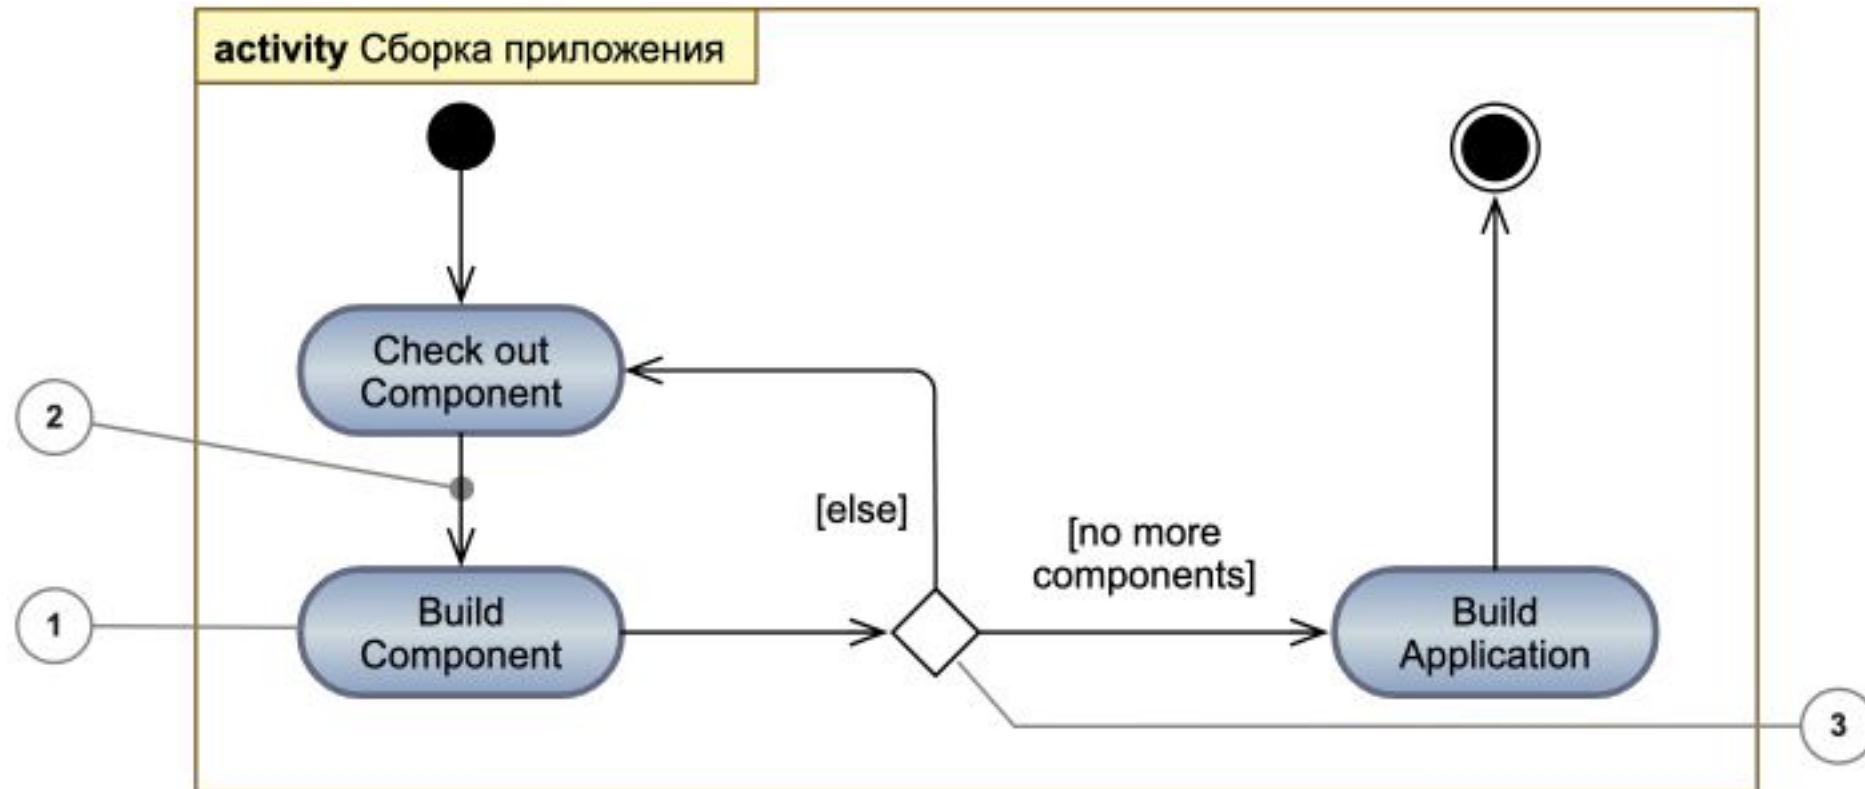 activity Сборка приложения
Check out
Component
2
[else]
[no more
components]
1
Build
Component
Build
Application
3